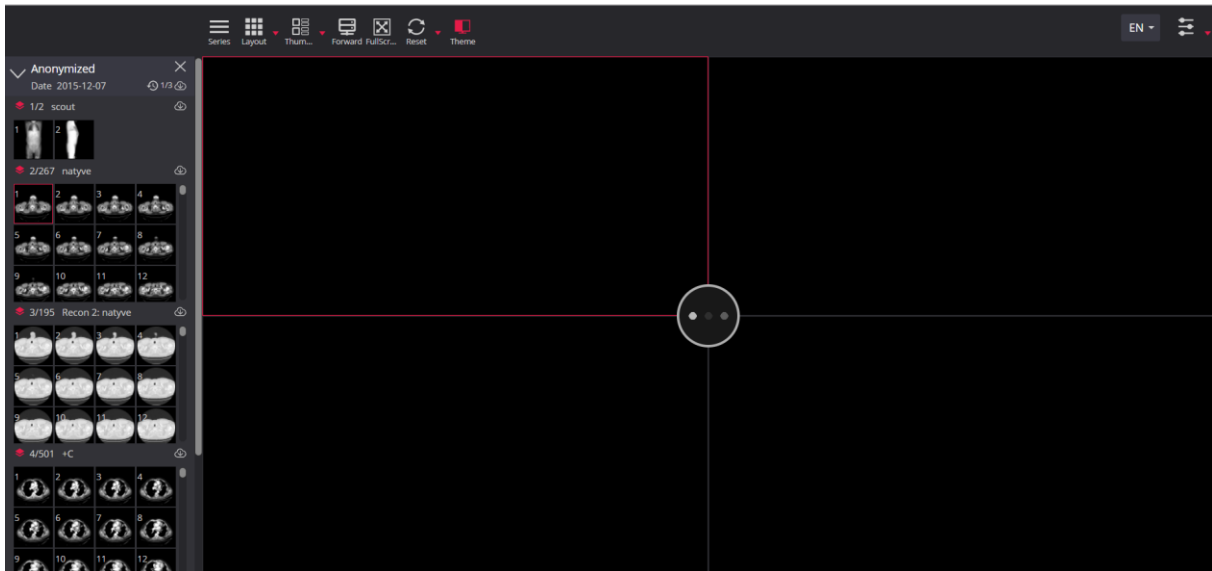 Series Layout Thum... Forward FullScr... Reset Theme EN
Anonymized
Date 2015-12-07 1/3
1/2 scout
1 2
2/267 natyve
1 2 3 4
5 6 7 8
9 10 11 12
3/195 Recon 2: natyve
1 2 3 4
5 6 7 8
9 10 11 12
4/501 +C
1 2 3 4
5 6 7 8
9 10 11 12